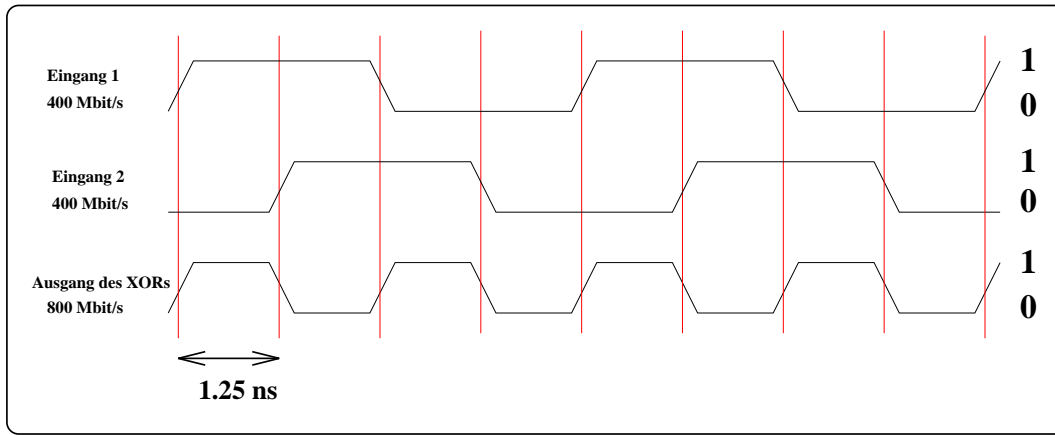 Eingang 1
400 Mbit/s
1
0
Eingang 2
400 Mbit/s
1
0
Ausgang des XORs
800 Mbit/s
1
0
1.25 ns